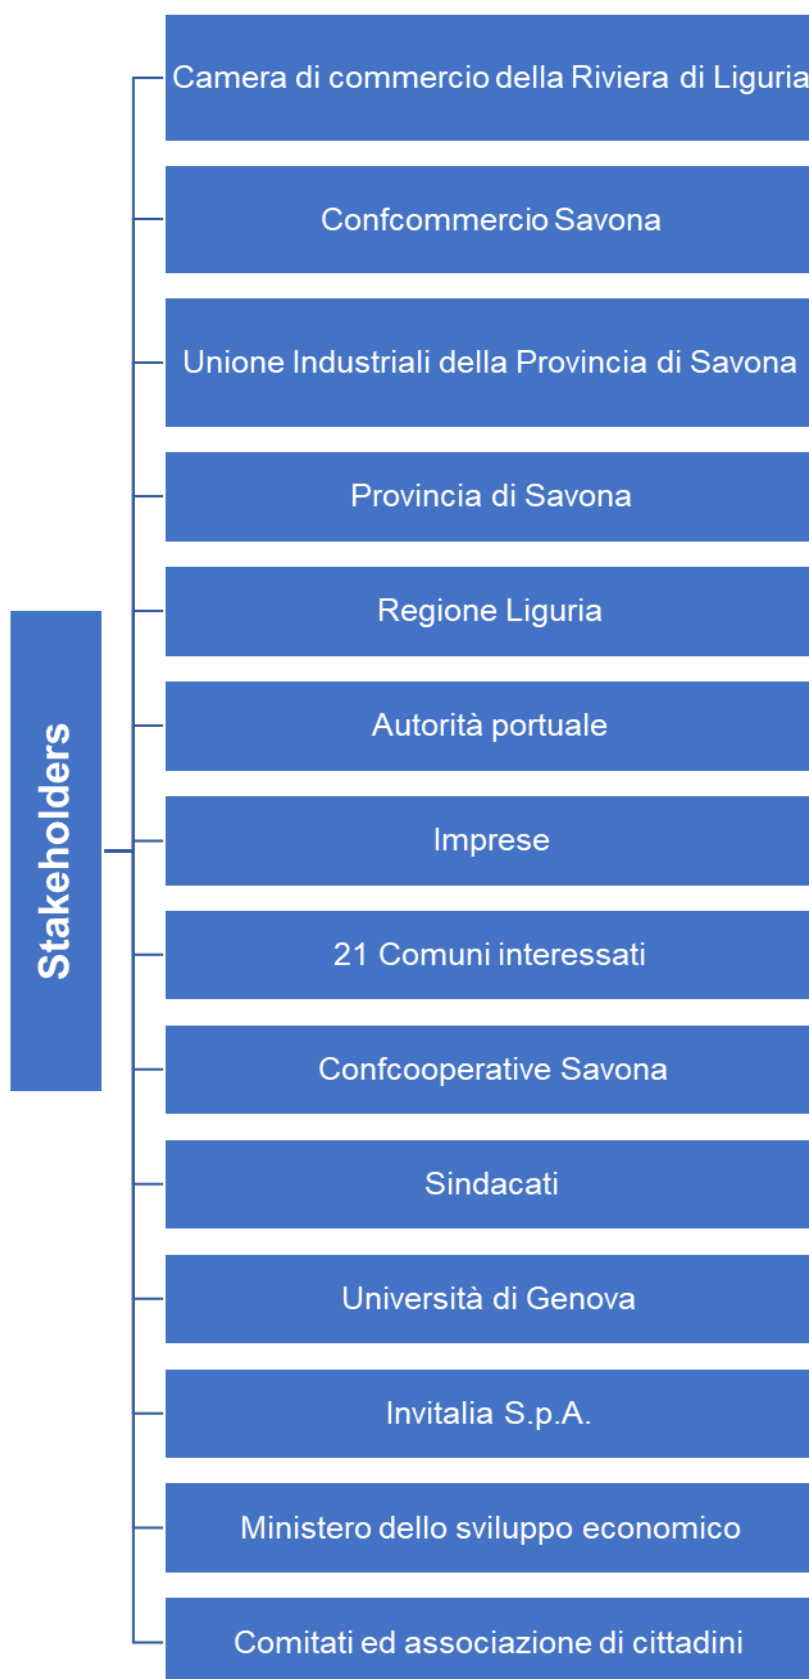 Stakeholders
Camera di commercio della Riviera di Liguria
Confcommercio Savona
Unione Industriali della Provincia di Savona
Provincia di Savona
Regione Liguria
Autorità portuale
Imprese
21 Comuni interessati
Confcooperative Savona
Sindacati
Università di Genova
Invitalia S.p.A.
Ministero dello sviluppo economico
Comitati ed associazione di cittadini